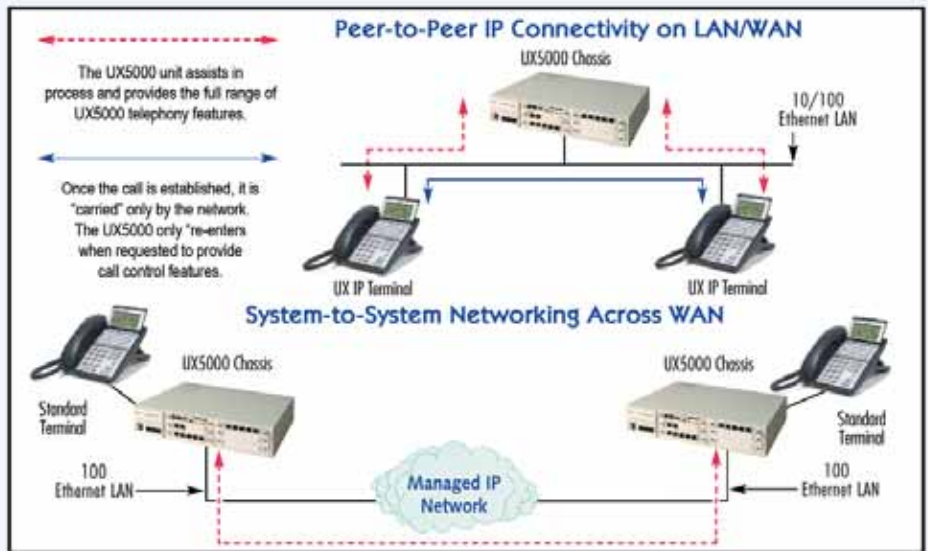 Peer-to-Peer IP Connectivity on LAN/WAN
UX5000 Chassis
The UX5000 unit assists in
process and provides the full range of
UX5000 telephony features.
10/100
Ethernet LAN
Once the call is established, it is
"carried" only by the network.
The UX5000 only "re-enters
when requested to provide
call control features.
UX IP Terminal
UX IP Terminal
System-to-System Networking Across WAN
UX5000 Chassis
UX5000 Chassis
Standard
Terminal
Standard
Terminal
100
Ethernet LAN
Managed IP
Network
100
Ethernet LAN